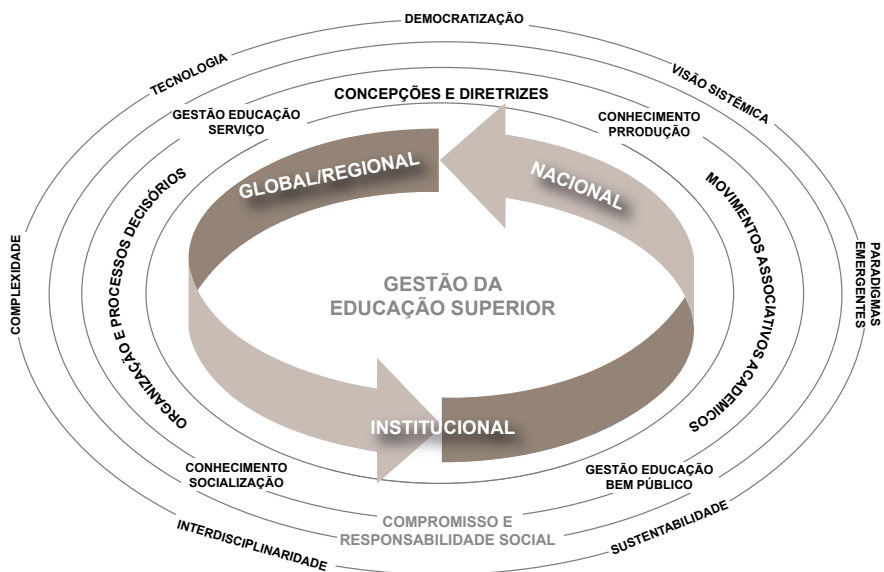 DEMOCRATIZAÇÃO
TECNOLOGIA
VISÃO SISTÊMICA
CONCEPÇÕES E DIRETRIZES
GESTÃO EDUCAÇÃO
SERVIÇO
CONHECIMENTO
PRRODUÇÃO
GLOBAL/REGIONAL
NACIONAL
ORGANIZAÇÃO E PROCESSOS DECISÓRIOS
MOVIMENTOS ASSOCIATIVOS ACADEMICOS
COMPLEXIDADE
PARADIGMAS
EMERGENTES
GESTÃO DA
EDUCAÇÃO SUPERIOR
INSTITUCIONAL
CONHECIMENTO
SOCIALIZAÇÃO
GESTÃO EDUCAÇÃO
BEM PÚBLICO
COMPROMISSO E
RESPONSABILIDADE SOCIAL
INTERDISCIPLINARIDADE
SUSTENTABILIDADE